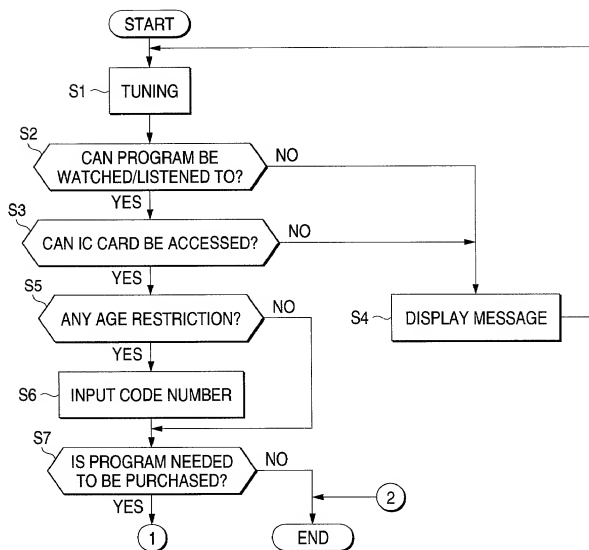 START
S1 TUNING
S2
CAN PROGRAM BE
WATCHED/LISTENED TO?
NO
YES
S3
CAN IC CARD BE ACCESSED?
NO
YES
S5
ANY AGE RESTRICTION?
NO
S4 DISPLAY MESSAGE
YES
S6 INPUT CODE NUMBER
S7
IS PROGRAM NEEDED
TO BE PURCHASED?
NO
YES
2
1
END